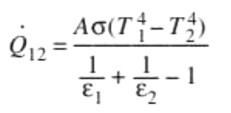 Q̇₁₂ = Aσ(T₁⁴ − T₂⁴) / (1/ε₁ + 1/ε₂ − 1)